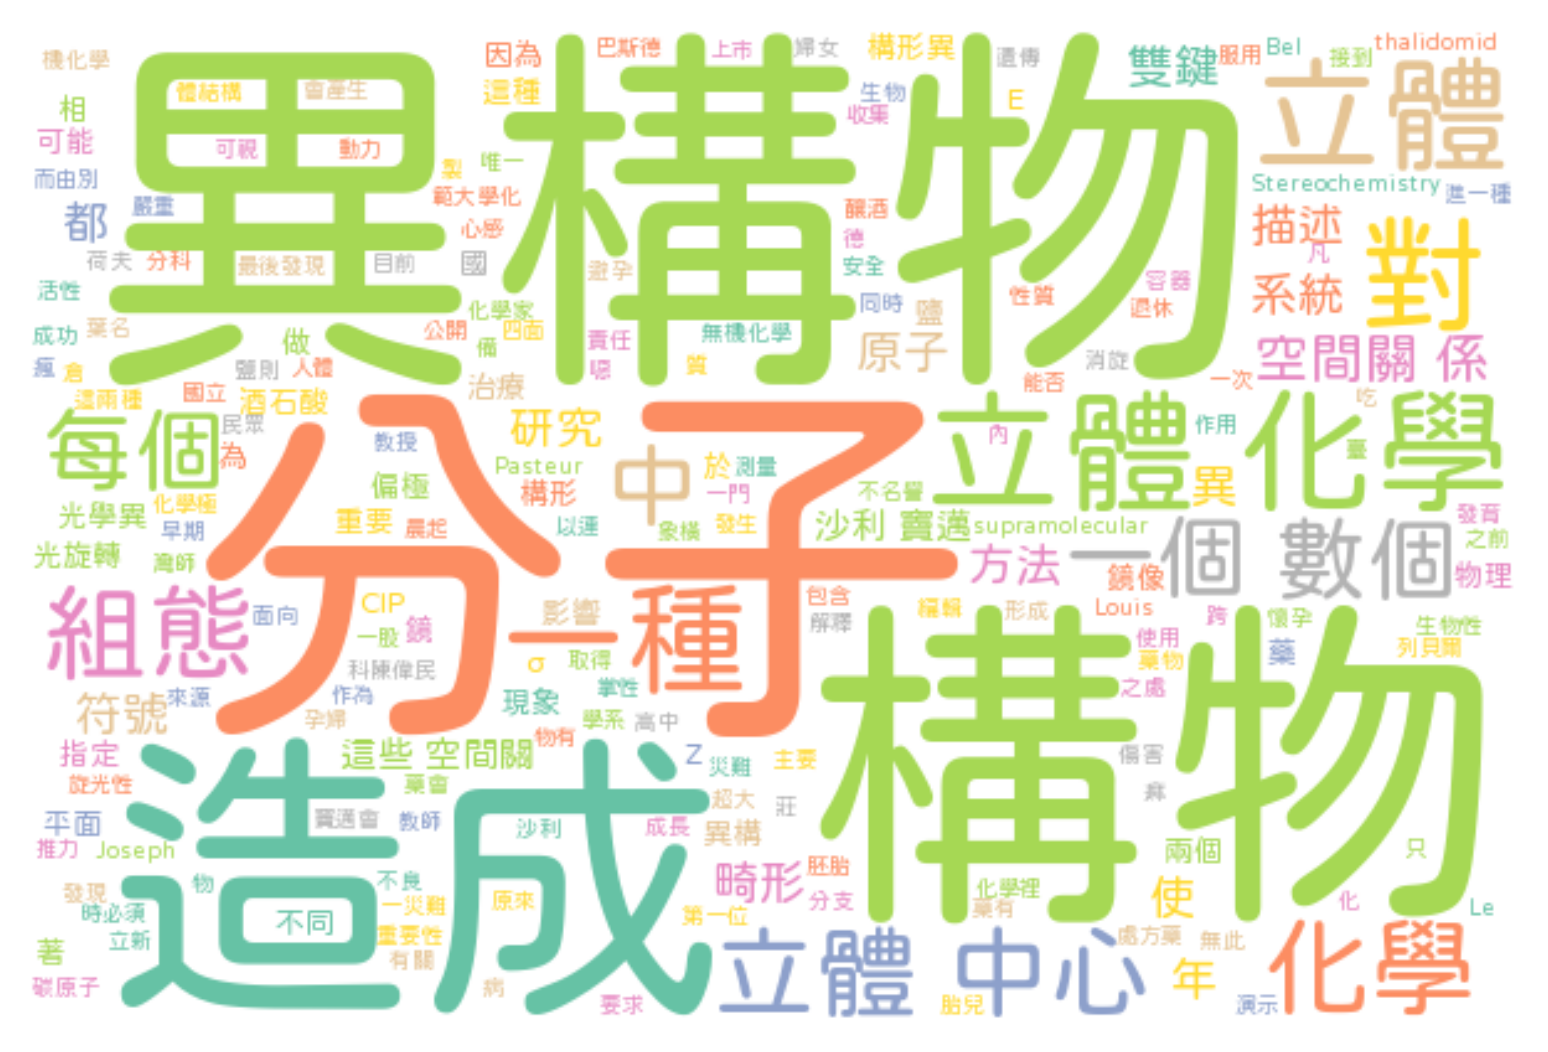 機化學
因為
巴斯德
上市
婦女
構形異
遺傳
雙鍵
服用
Bel
接到
thalidomid
異構物
立體
體結構
會產生
這種
生物
E
收集
相
可能
可視
動力
製
唯一
而由別
嚴重
範大學化
都
心感
釀酒
德
安全
Stereochemistry
進一種
描述
凡
對
荷夫
分科
最後發現
目前
國
避孕
容器
系統
活性
化學家
同時
性質
退休
鹽
成功
葉名
做
公開
四面
備
責任
無機化學
原子
空間關 係
瘋
倉
鹽則
人體
治療
噁
質
消旋
能否
一次
吃
這兩種
國立
酒石酸
每個
民眾
為
分子
教授
研究
中
於
測量
立體 化學
內
作用
臺
Pasteur
構形
一門
不名譽
異
偏極
光學異
化學極
早期
重要
晨起
以運
象橫
發生
沙利 竇邁
supramolecular
發育
之前
光旋轉
灣師
方法
一個 數個
鏡像
物理
組態
面向
CIP
一股
鏡
影響
一種
包含
解釋
編輯
形成
Louis
跨
懷孕
生物性
使用
列貝爾
構物
σ
取得
科陳偉民
藥物
藥
之處
符號
來源
作為
孕婦
現象
掌性
學系
高中
物有
指定
這些 空間關
Z
災難
主要
傷害
旋光性
藥會
麻
造成
竇邁會
教師
沙利
超大
莊
平面
成長
異構
推力
Joseph
兩個
只
物
不良
畸形
胚胎
化學裡
發現
時必須
一災難
原來
分支
藥有
使
化
Le
不同
第一位
立新
重要性
著
有關
立體 中心
處方藥
無此
化學
年
碳原子
病
要求
胎兒
演示